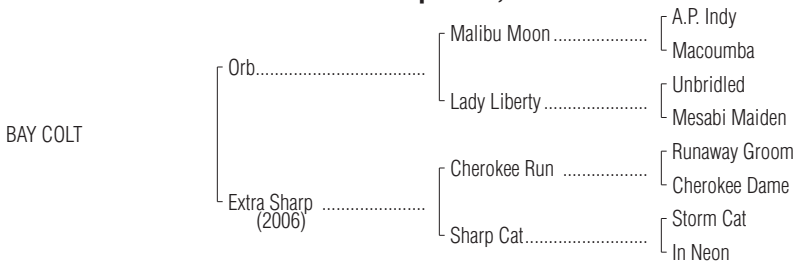 A.P. Indy
Malibu Moon
Macoumba
Orb
Unbridled
Lady Liberty
Mesabi Maiden
BAY COLT
Runaway Groom
Cherokee Run
Cherokee Dame
Extra Sharp
(2006)
Storm Cat
Sharp Cat
In Neon